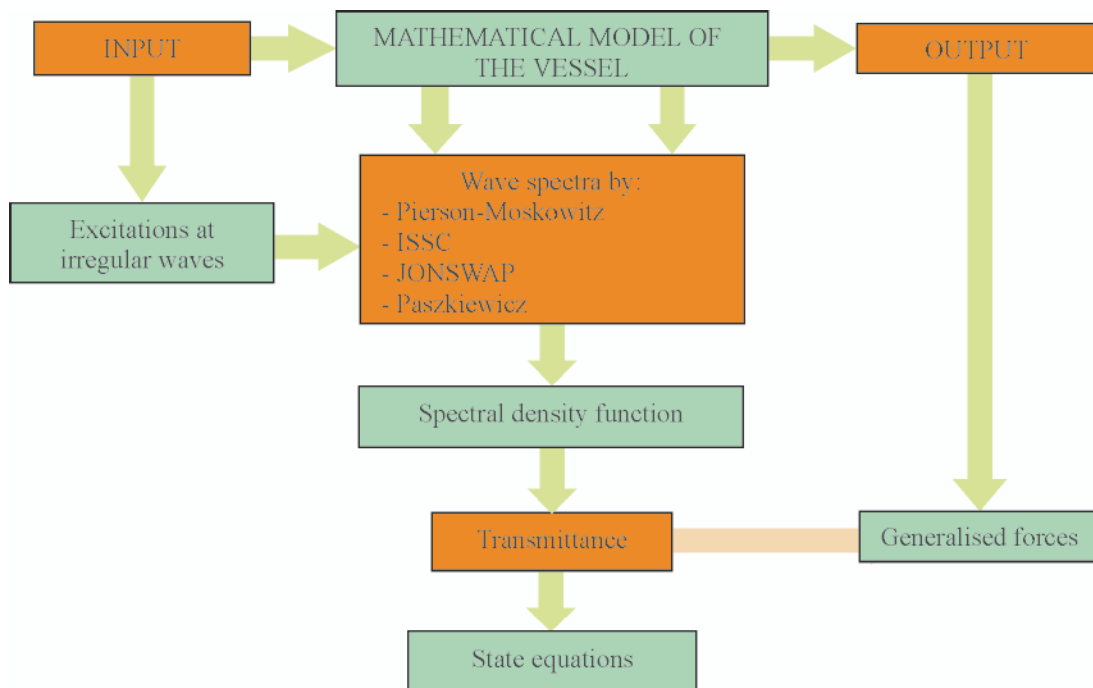 INPUT
MATHEMATICAL MODEL OF
THE VESSEL
OUTPUT
Excitations at
irregular waves
Wave spectra by:
- Pierson-Moskowitz
- ISSC
- JONSWAP
- Paszkiewicz
Spectral density function
Transmittance
Generalised forces
State equations